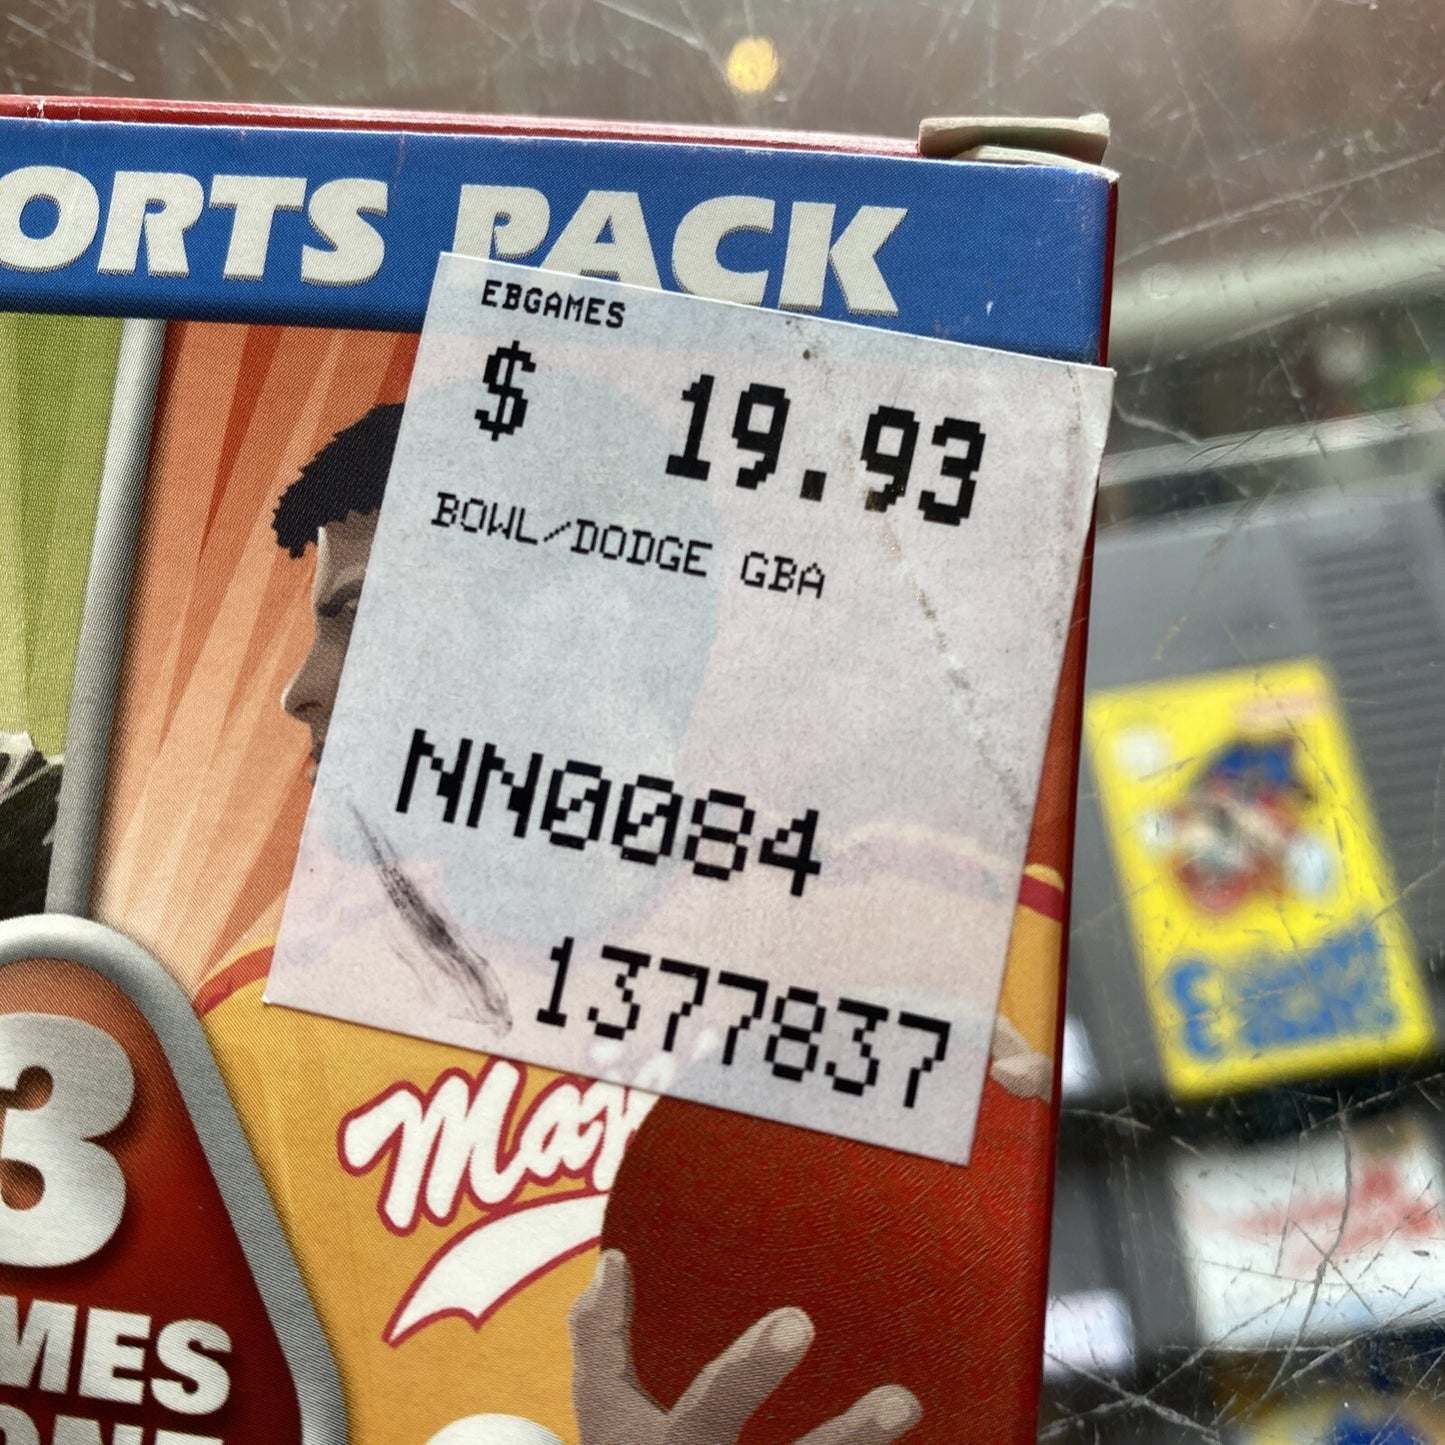 ORTS PACK
EBGAMES
$ 19.93
BOWL/DODGE GBA
NN0084
1377837
3
MES